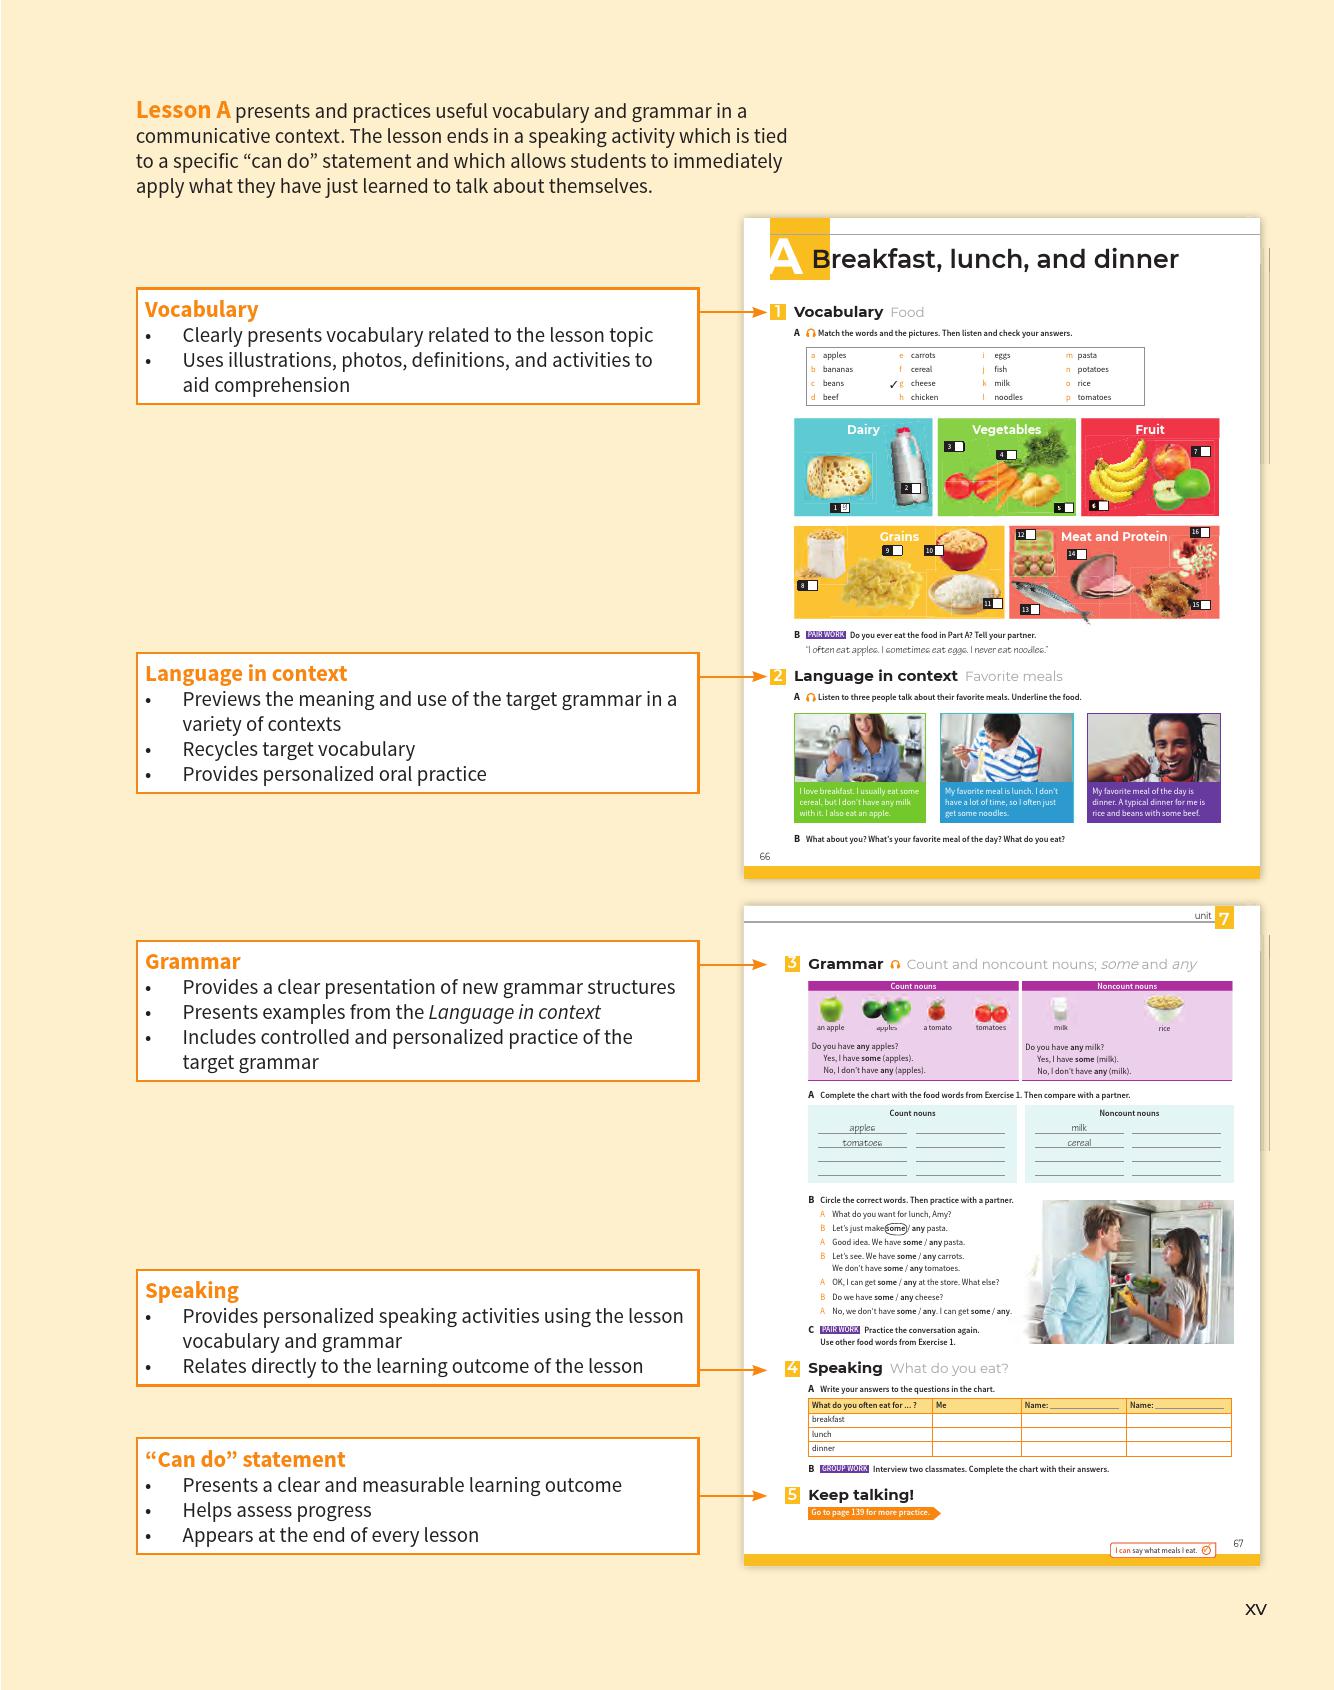 Lesson A presents and practices useful vocabulary and grammar in a
communicative context. The lesson ends in a speaking activity which is tied
to a specific “can do” statement and which allows students to immediately
apply what they have just learned to talk about themselves.
Vocabulary
• Clearly presents vocabulary related to the lesson topic
• Uses illustrations, photos, definitions, and activities to
aid comprehension
Language in context
• Previews the meaning and use of the target grammar in a
variety of contexts
• Recycles target vocabulary
• Provides personalized oral practice
Grammar
• Provides a clear presentation of new grammar structures
• Presents examples from the Language in context
• Includes controlled and personalized practice of the
target grammar
Speaking
• Provides personalized speaking activities using the lesson
vocabulary and grammar
• Relates directly to the learning outcome of the lesson
“Can do” statement
• Presents a clear and measurable learning outcome
• Helps assess progress
• Appears at the end of every lesson
A Breakfast, lunch, and dinner
1 Vocabulary Food
A Match the words and the pictures. Then listen and check your answers.
a apples e carrots i eggs m pasta
b bananas f cereal j fish n potatoes
c beans ✓ g cheese k milk o rice
d beef h chicken l noodles p tomatoes
Dairy Vegetables Fruit
3
4
7
2
1 g 5 6
Grains Meat and Protein
12 16
9 10 14
8
11 13 15
B PAIR WORK Do you ever eat the food in Part A? Tell your partner.
“I often eat apples. I sometimes eat eggs. I never eat noodles.”
2 Language in context Favorite meals
A Listen to three people talk about their favorite meals. Underline the food.
I love breakfast. I usually eat some
cereal, but I don't have any milk
with it. I also eat an apple.
My favorite meal is lunch. I don't
have a lot of time, so I often just
get some noodles.
My favorite meal of the day is
dinner. A typical dinner for me is
rice and beans with some beef.
B What about you? What's your favorite meal of the day? What do you eat?
66
unit 7
3 Grammar Count and noncount nouns; some and any
Count nouns Noncount nouns
an apple apples a tomato tomatoes milk rice
Do you have any apples?
Yes, I have some (apples).
No, I don't have any (apples).
Do you have any milk?
Yes, I have some (milk).
No, I don't have any (milk).
A Complete the chart with the food words from Exercise 1. Then compare with a partner.
Count nouns Noncount nouns
apples milk
tomatoes cereal
B Circle the correct words. Then practice with a partner.
A What do you want for lunch, Amy?
B Let's just make some / any pasta.
A Good idea. We have some / any pasta.
B Let's see. We have some / any carrots.
We don't have some / any tomatoes.
A OK, I can get some / any at the store. What else?
B Do we have some / any cheese?
A No, we don't have some / any. I can get some / any.
C PAIR WORK Practice the conversation again.
Use other food words from Exercise 1.
4 Speaking What do you eat?
A Write your answers to the questions in the chart.
What do you often eat for ... ? Me Name: ________ Name: ________
breakfast
lunch
dinner
B GROUP WORK Interview two classmates. Complete the chart with their answers.
5 Keep talking!
Go to page 139 for more practice.
I can say what meals I eat.
67
XV